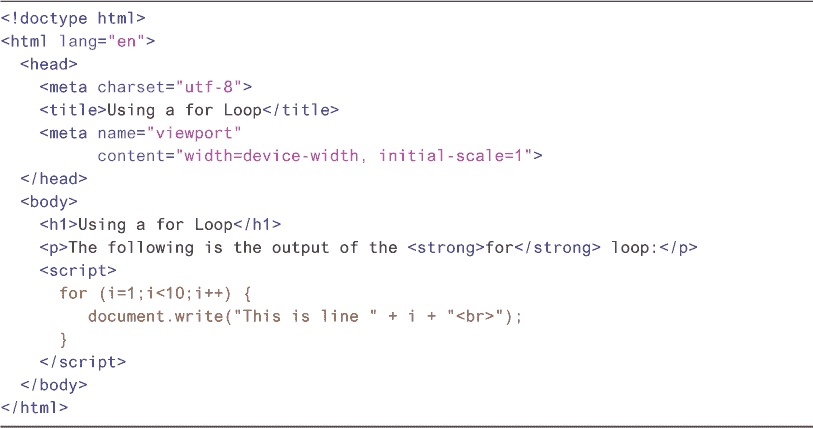 <!doctype html>
<html lang="en">
  <head>
    <meta charset="utf-8">
    <title>Using a for Loop</title>
    <meta name="viewport"
          content="width=device-width, initial-scale=1">
  </head>
  <body>
    <h1>Using a for Loop</h1>
    <p>The following is the output of the <strong>for</strong> loop:</p>
    <script>
      for (i=1;i<10;i++) {
         document.write("This is line " + i + "<br>");
      }
    </script>
  </body>
</html>